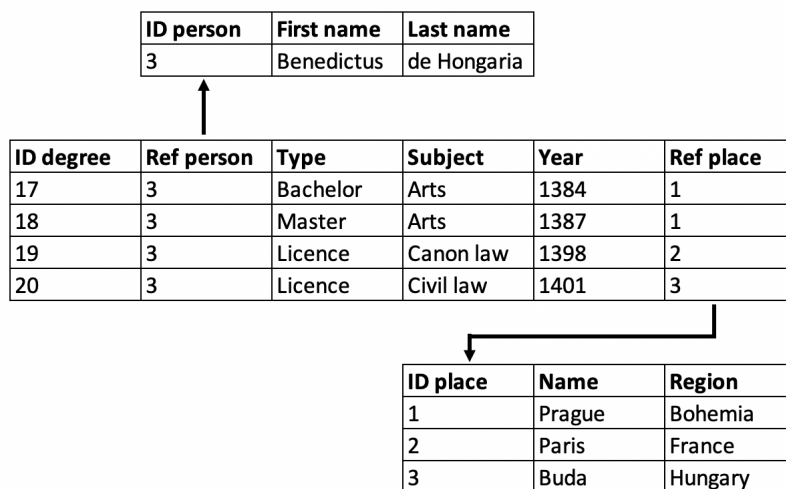 ID person First name Last name
3 Benedictus de Hongaria
ID degree Ref person Type Subject Year Ref place
17 3 Bachelor Arts 1384 1
18 3 Master Arts 1387 1
19 3 Licence Canon law 1398 2
20 3 Licence Civil law 1401 3
ID place Name Region
1 Prague Bohemia
2 Paris France
3 Buda Hungary